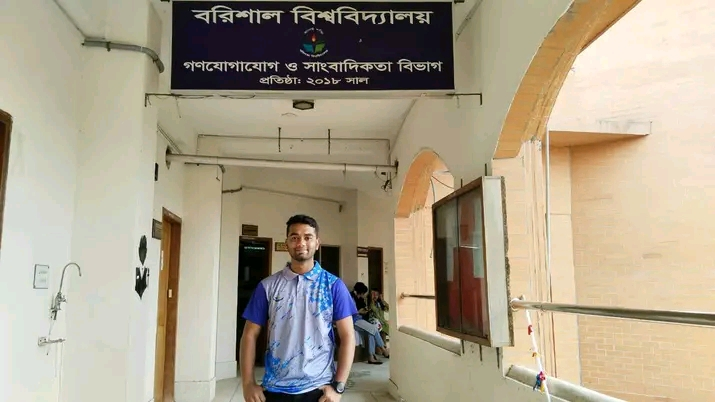 বরিশাল বিশ্ববিদ্যালয়
গণযোগাযোগ ও সাংবাদিকতা বিভাগ
প্রতিষ্ঠা: ২০১৮ সাল